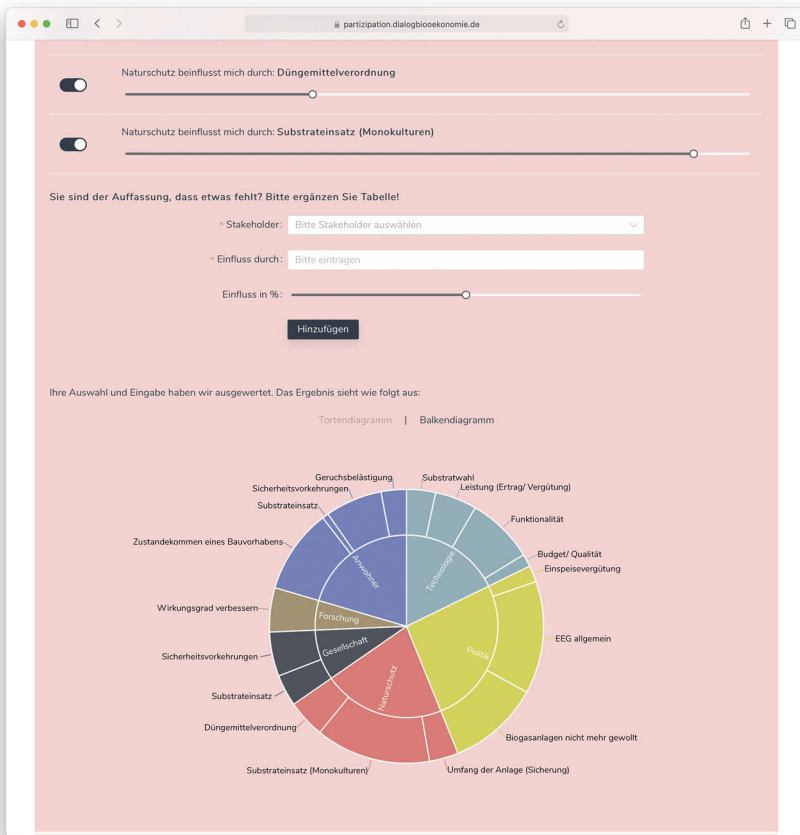 partizipation.dialogbiooekonomie.de
Naturschutz beinflusst mich durch: Düngemittelverordnung
Naturschutz beinflusst mich durch: Substrateinsatz (Monokulturen)
Sie sind der Auffassung, dass etwas fehlt? Bitte ergänzen Sie Tabelle!
* Stakeholder: Bitte Stakeholder auswählen
* Einfluss durch: Bitte eintragen
Einfluss in %:
Hinzufügen
Ihre Auswahl und Eingabe haben wir ausgewertet. Das Ergebnis sieht wie folgt aus:
Tortendiagramm | Balkendiagramm
Geruchsbelästigung
Substratwahl
Sicherheitsvorkehrungen
Leistung (Ertrag/ Vergütung)
Substrateinsatz
Funktionalität
Zustandekommen eines Bauvorhabens
Budget/ Qualität
Einspeisevergütung
Anwohner
Technologie
Wirkungsgrad verbessern
Forschung
EEG allgemein
Gesellschaft
Politik
Sicherheitsvorkehrungen
Naturschutz
Substrateinsatz
Düngemittelverordnung
Biogasanlagen nicht mehr gewollt
Substrateinsatz (Monokulturen)
Umfang der Anlage (Sicherung)